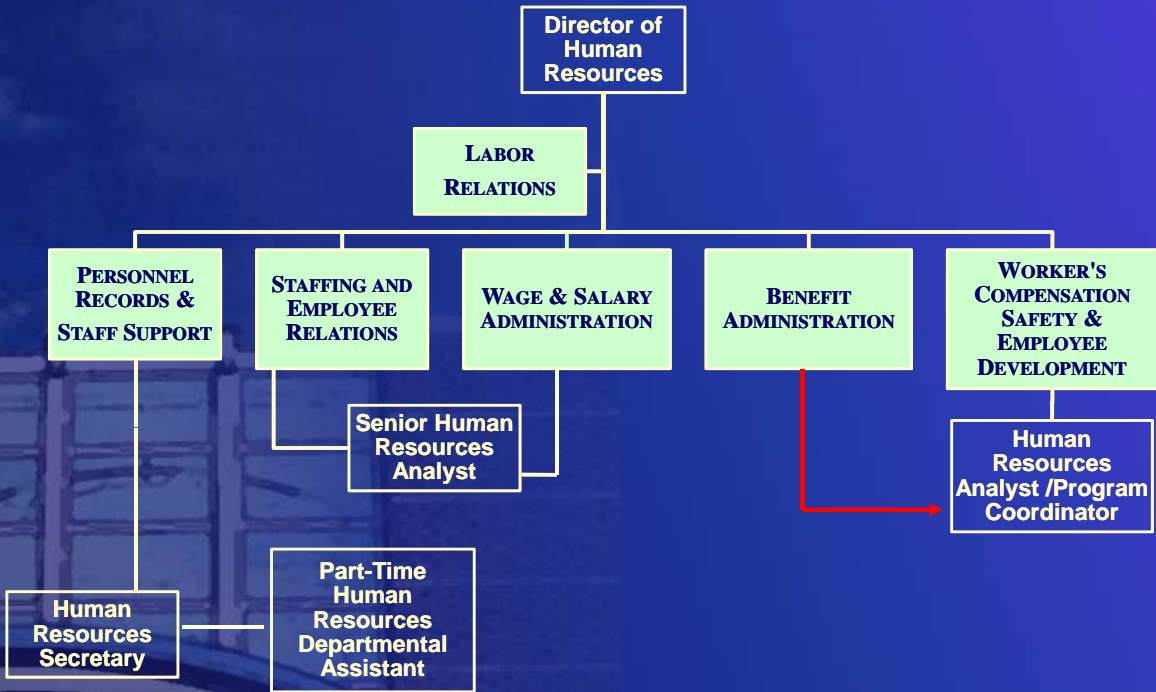 Director of
Human
Resources
LABOR
RELATIONS
PERSONNEL
RECORDS &
STAFF SUPPORT
STAFFING AND
EMPLOYEE
RELATIONS
WAGE & SALARY
ADMINISTRATION
BENEFIT
ADMINISTRATION
WORKER'S
COMPENSATION
SAFETY &
EMPLOYEE
DEVELOPMENT
Senior Human
Resources
Analyst
Human
Resources
Analyst /Program
Coordinator
Human
Resources
Secretary
Part-Time
Human
Resources
Departmental
Assistant